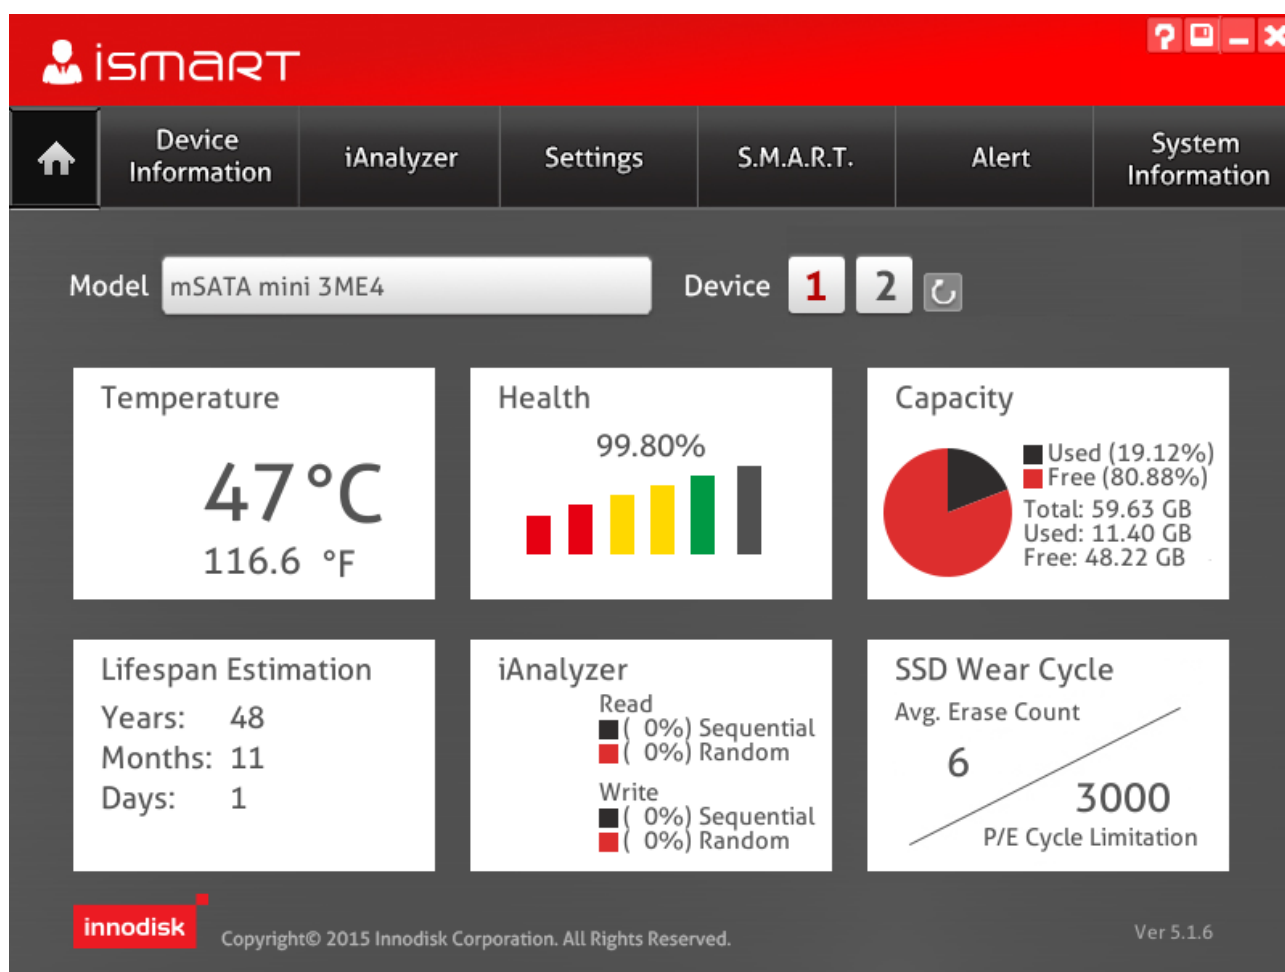 ismart
Device
Information
iAnalyzer
Settings
S.M.A.R.T.
Alert
System
Information
Model
mSATA mini 3ME4
Device
1
2
Temperature
47°C
116.6 °F
Health
99.80%
Capacity
Used (19.12%)
Free (80.88%)
Total: 59.63 GB
Used: 11.40 GB
Free: 48.22 GB
Lifespan Estimation
Years: 48
Months: 11
Days: 1
iAnalyzer
Read
( 0%) Sequential
( 0%) Random
Write
( 0%) Sequential
( 0%) Random
SSD Wear Cycle
Avg. Erase Count
6
3000
P/E Cycle Limitation
innodisk
Copyright© 2015 Innodisk Corporation. All Rights Reserved.
Ver 5.1.6